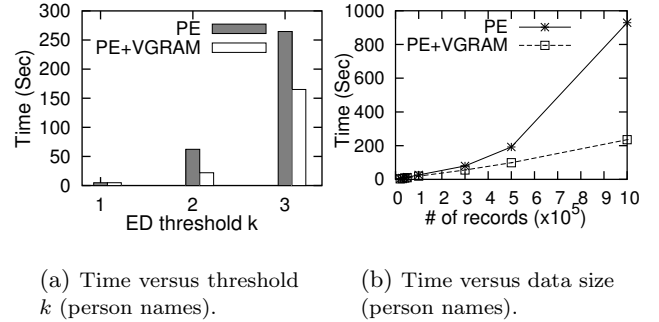 300
250
200
150
100
50
0
Time (Sec)
PE
PE+VGRAM
1 2 3
ED threshold k
1000
800
600
400
200
0
Time (Sec)
PE
PE+VGRAM
0 1 2 3 4 5 6 7 8 9 10
# of records (x10^5)
(a) Time versus threshold
k (person names).
(b) Time versus data size
(person names).